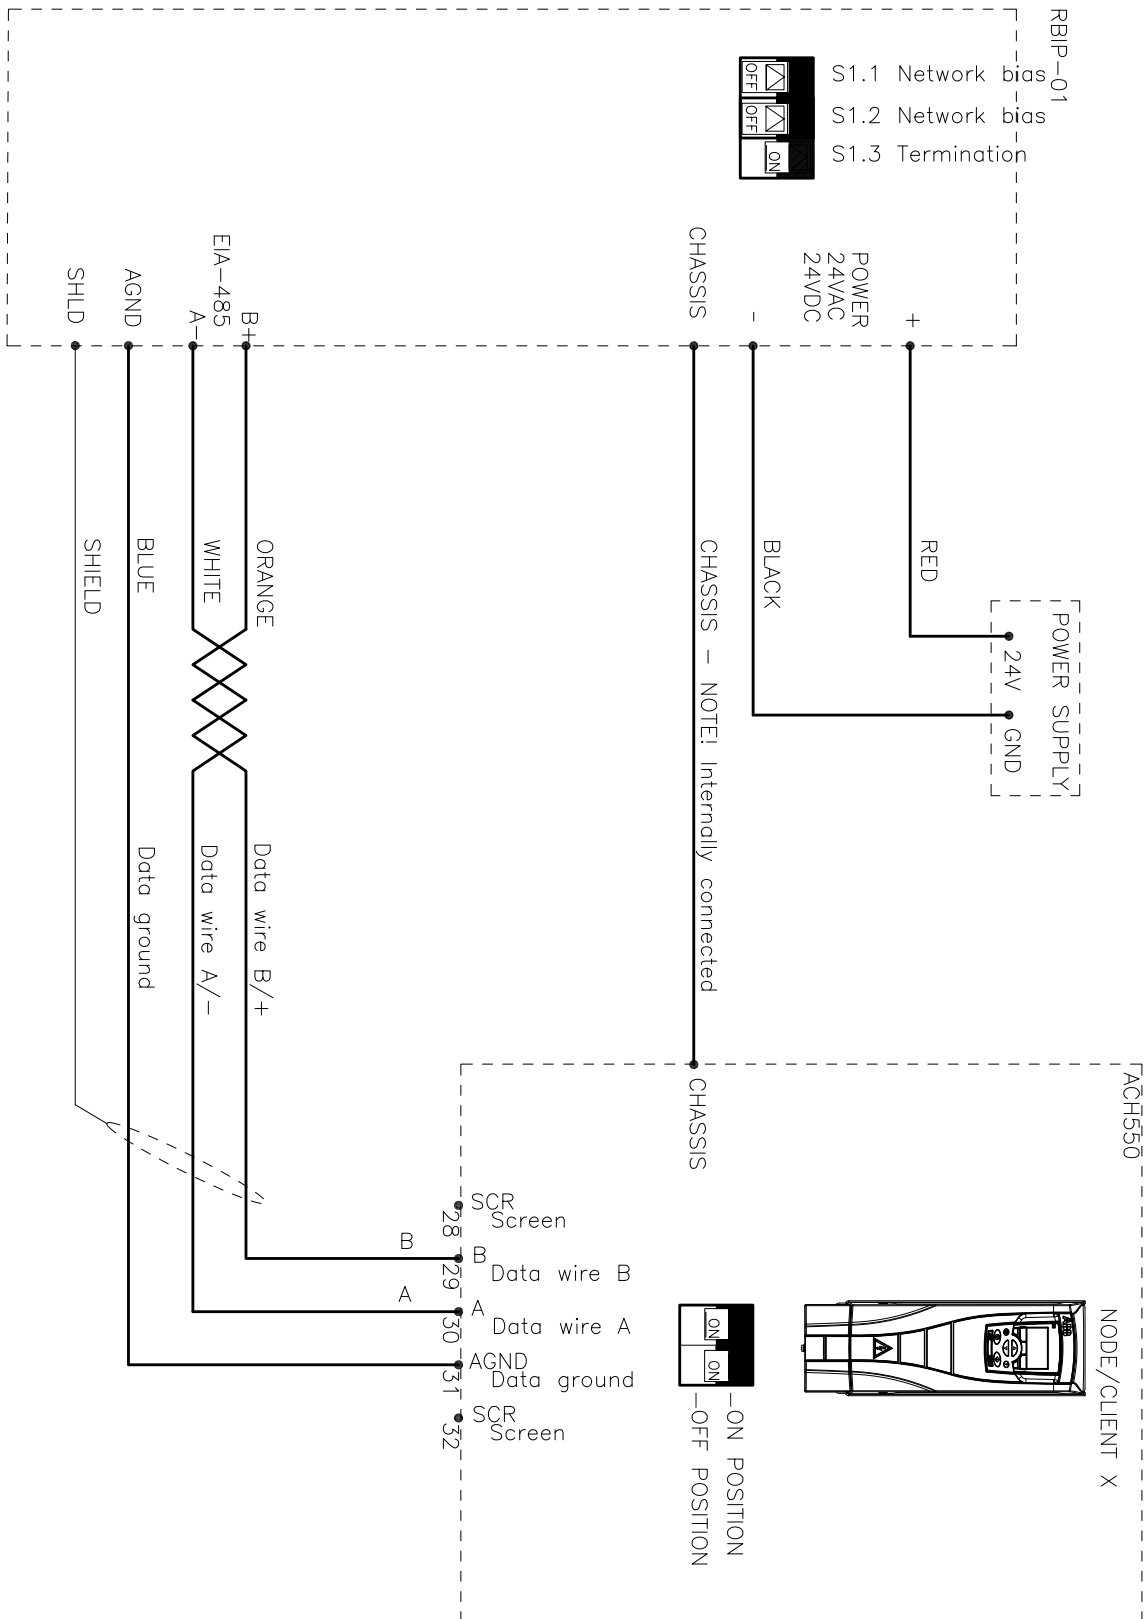 RBIP-01
S1.1 Network bias
S1.2 Network bias
S1.3 Termination
OFF
OFF
ON
SHLD
AGND
EIA-485
A-
B+
CHASSIS
-
POWER
24VAC
24VDC
+
SHIELD
BLUE
WHITE
ORANGE
CHASSIS - NOTE! Internally connected
BLACK
RED
POWER SUPPLY
24V
GND
Data ground
Data wire A/-
Data wire B/+
ACH550
CHASSIS
SCR
Screen
28
B
B
Data wire B
29
A
A
Data wire A
30
AGND
Data ground
31
SCR
Screen
32
ON
ON
-ON POSITION
-OFF POSITION
NODE/CLIENT X
ABB